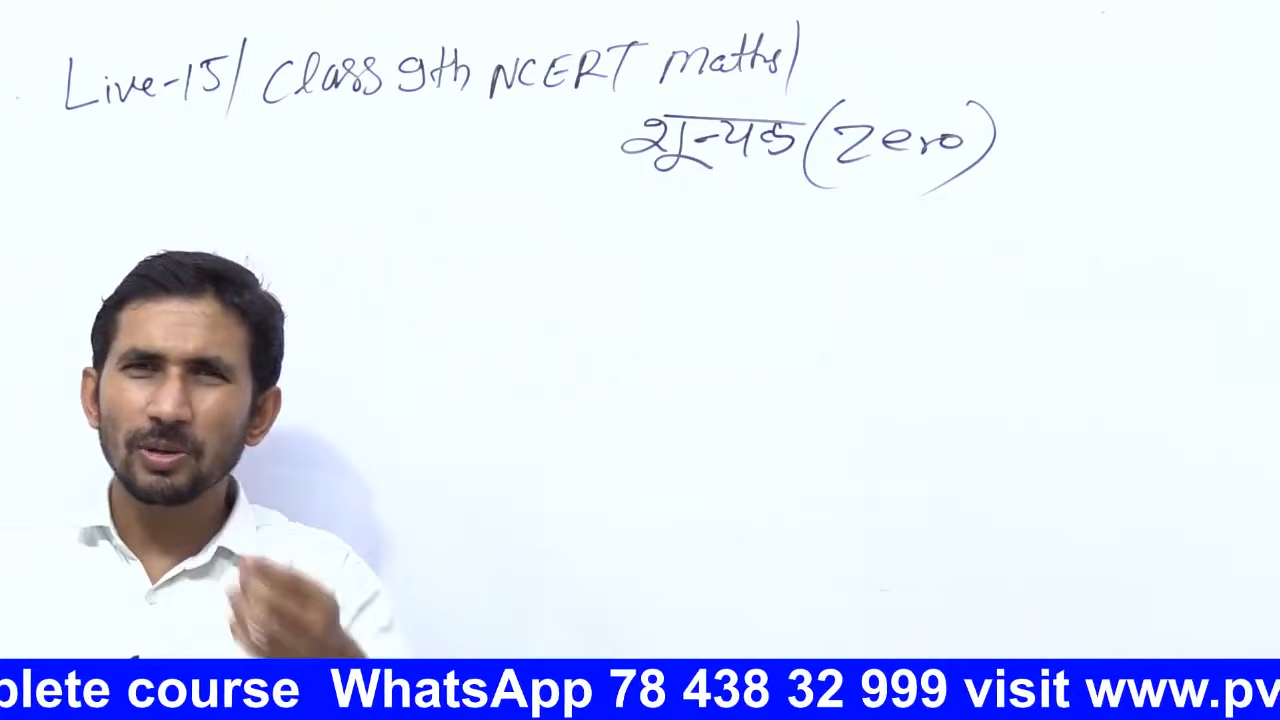 Live-15/ Class 9th NCERT Maths/
शून्यक (Zero)
plete course WhatsApp 78 438 32 999 visit www.pv